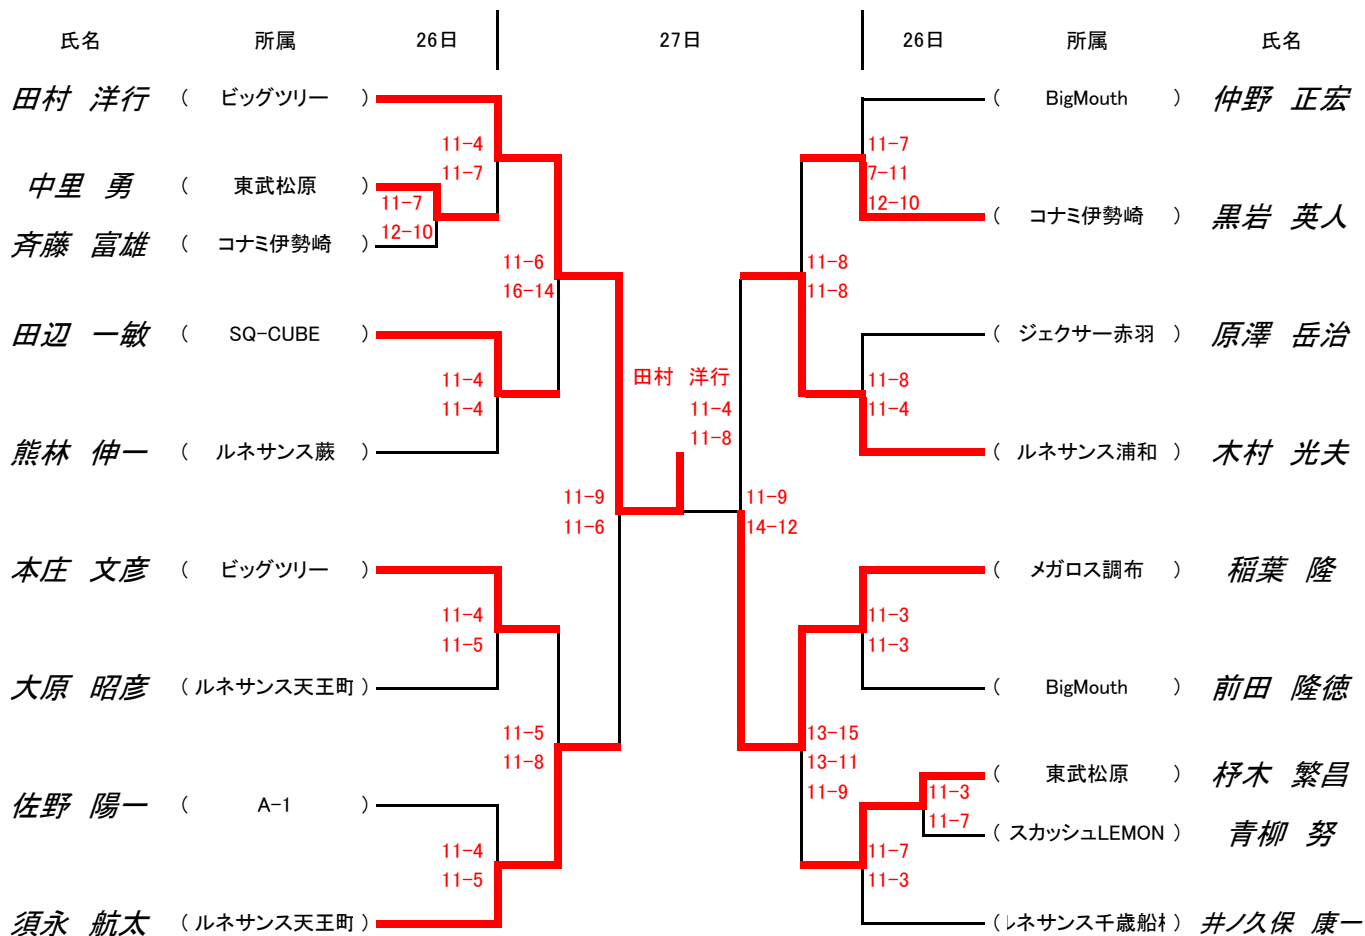 氏名 所属 26日 27日 26日 所属 氏名
田村 洋行 ( ビッグツリー ) ( BigMouth ) 仲野 正宏
11-4 11-7
11-7 7-11
中里 勇 ( 東武松原 ) 12-10
11-7
12-10 ( コナミ伊勢崎 ) 黒岩 英人
斉藤 富雄 ( コナミ伊勢崎 )
11-6 11-8
16-14 11-8
田辺 一敏 ( SQ-CUBE ) ( ジェクサー赤羽 ) 原澤 岳治
田村 洋行
11-4 11-8
11-4 11-4 11-4
11-8
熊林 伸一 ( ルネサンス蕨 ) ( ルネサンス浦和 ) 木村 光夫
11-9 11-9
11-6 14-12
本庄 文彦 ( ビッグツリー ) ( メガロス調布 ) 稲葉 隆
11-4 11-3
11-5 11-3
大原 昭彦 ( ルネサンス天王町 ) ( BigMouth ) 前田 隆徳
11-5 13-15
11-8 13-11
( 東武松原 ) 杼木 繁昌
11-9 11-3
佐野 陽一 ( A-1 )
11-7
( スカッシュLEMON ) 青柳 努
11-4 11-7
11-5 11-3
須永 航太 ( ルネサンス天王町 ) ( ルネサンス千歳船 ) 井ノ久保 康一